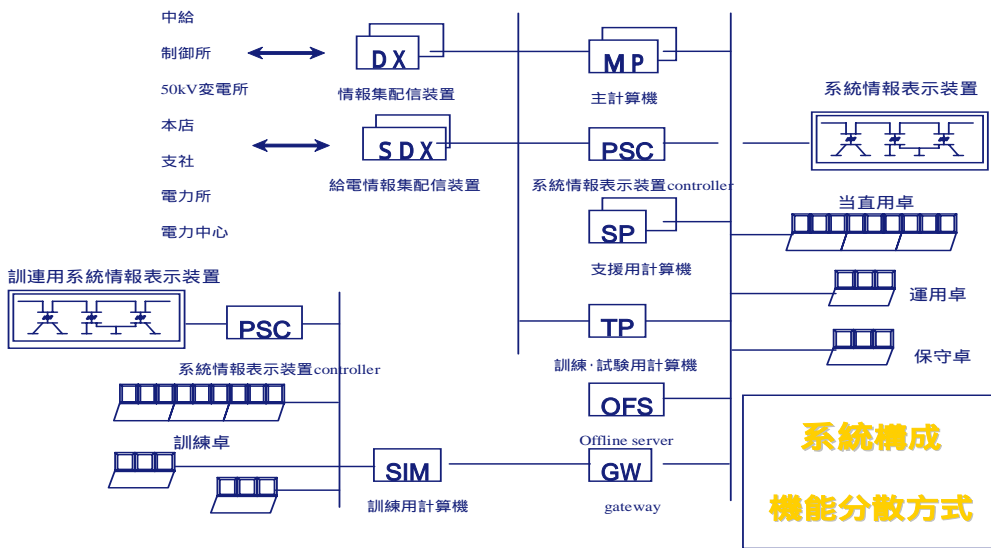 中給
制御所
50kV変電所
本店
支社
電力所
電力中心
DX
情報集配信装置
SDX
給電情報集配信装置
MP
主計算機
PSC
系統情報表示装置controller
SP
支援用計算機
TP
訓練·試験用計算機
OFS
Offline server
GW
gateway
系統情報表示装置
当直用卓
運用卓
保守卓
訓連用系統情報表示装置
PSC
系統情報表示装置controller
訓練卓
SIM
訓練用計算機
系統構成
機能分散方式